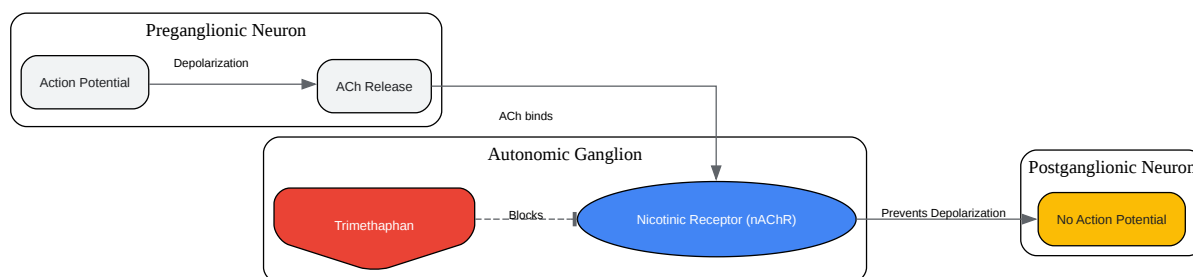 Preganglionic Neuron
Action Potential
Depolarization
ACh Release
ACh binds
Autonomic Ganglion
Trimethaphan
Blocks
Nicotinic Receptor (nAChR)
Prevents Depolarization
Postganglionic Neuron
No Action Potential